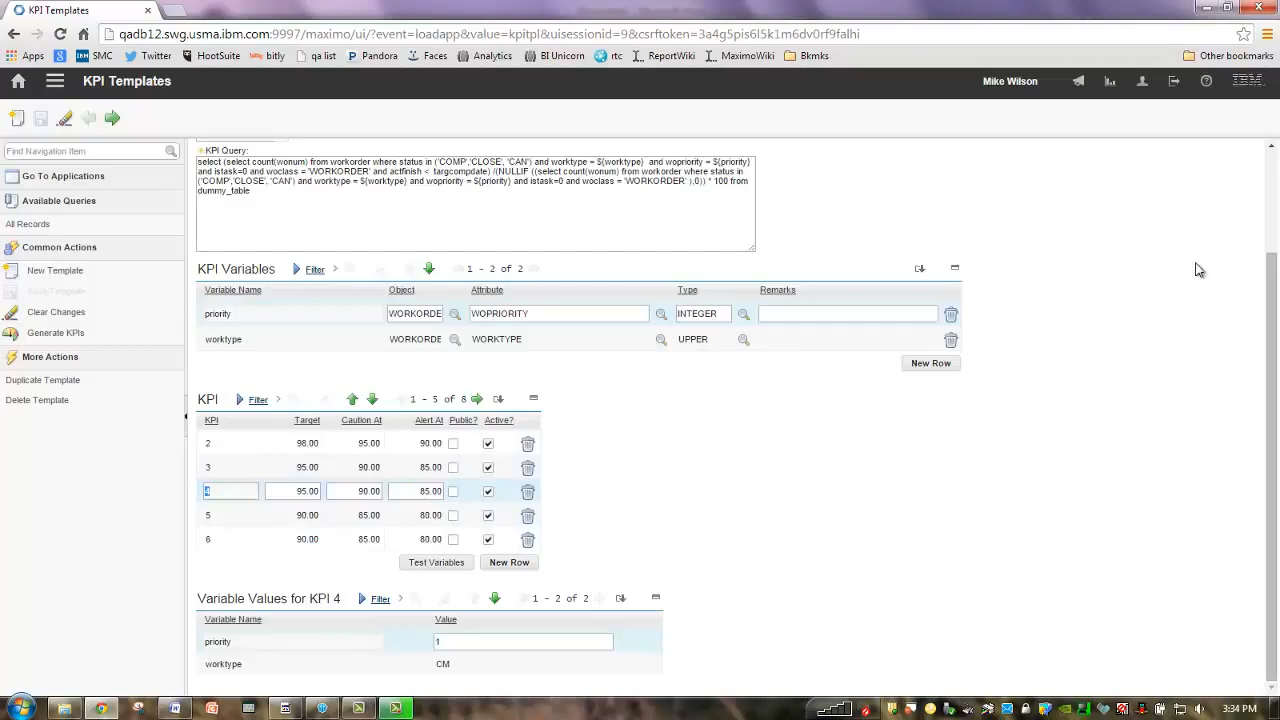 KPI Templates
qadb12.swg.usma.ibm.com:9997/maximo/ui/?event=loadapp&value=kpitpl&uisessionid=9&csrftoken=3a4g5pis6l5k1m6dv0rf9falhi
Apps SMC Twitter Pandora Faces Analytics BI Unicorn bitly qa list rtc ReportWiki MaximoWiki Bkmks Other bookmarks
KPI Templates Mike Wilson IBM
Find Navigation Item
Go To Applications
Available Queries
All Records
Common Actions
New Template
Save Template
Clear Changes
Generate KPIs
More Actions
Duplicate Template
Delete Template
KPI Query:
select (select count(wonum) from workorder where status in ('COMP','CLOSE', 'CAN') and worktype = ${worktype} and wopriority = ${priority}
and istask=0 and woclass = 'WORKORDER' and actfinish < targcompdate) //(NULLIF ((select count(wonum) from workorder where status in
('COMP','CLOSE', 'CAN') and worktype = ${worktype} and wopriority = ${priority} and istask=0 and woclass = 'WORKORDER' ),0)) * 100 from
dummy_table
KPI Variables Filter 1 - 2 of 2
Variable Name Object Attribute Type Remarks
priority WORKORDE WOPRIORITY INTEGER
worktype WORKORDE WORKTYPE UPPER
New Row
KPI Filter 1 - 5 of 8
KPI Target Caution At Alert At Public? Active?
2 98.00 95.00 90.00
3 95.00 90.00 85.00
4 95.00 90.00 85.00
5 90.00 85.00 80.00
6 90.00 85.00 80.00
Test Variables New Row
Variable Values for KPI 4 Filter 1 - 2 of 2
Variable Name Value
priority 1
worktype CM
3:34 PM